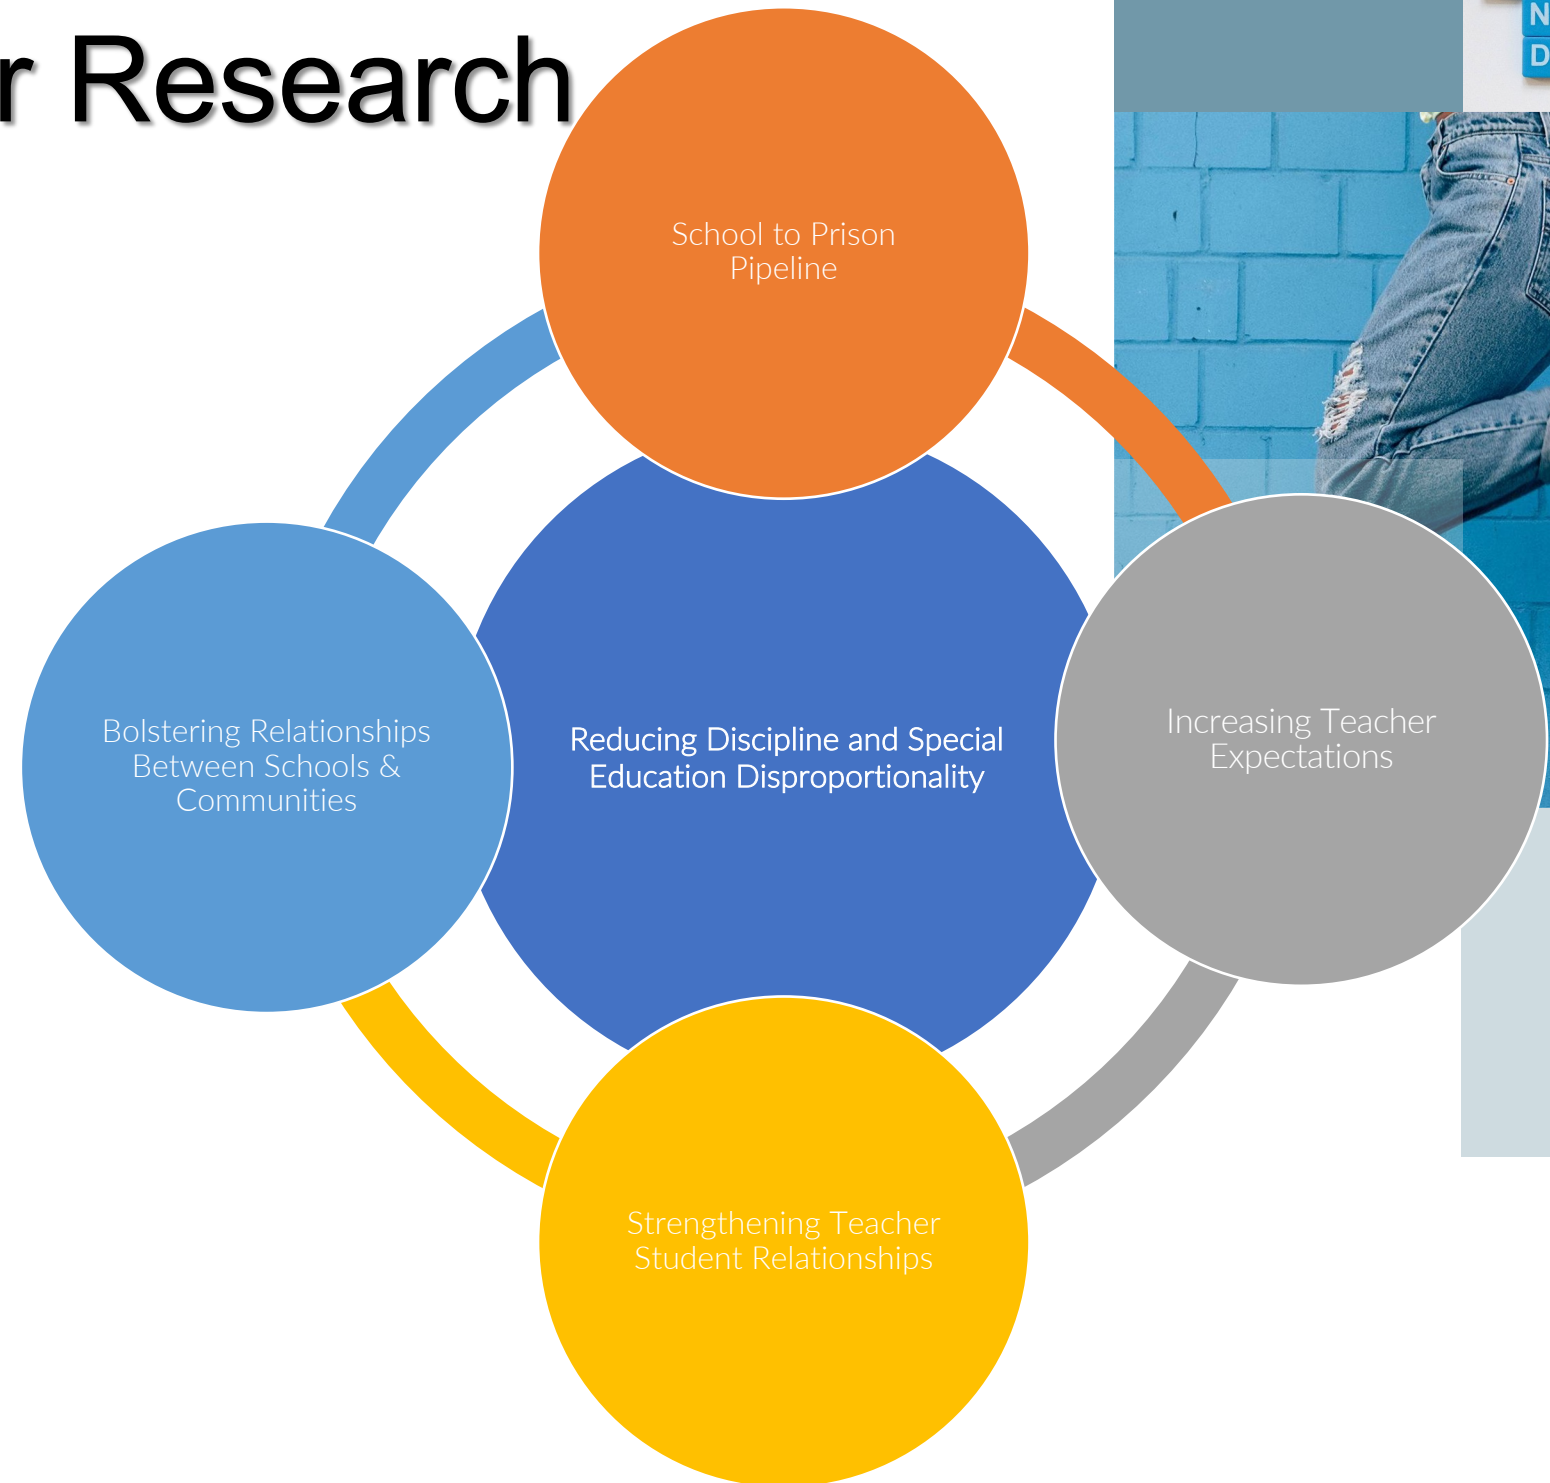 r Research
N
D
School to Prison
Pipeline
Bolstering Relationships
Between Schools &
Communities
Reducing Discipline and Special
Education Disproportionality
Increasing Teacher
Expectations
Strengthening Teacher
Student Relationships